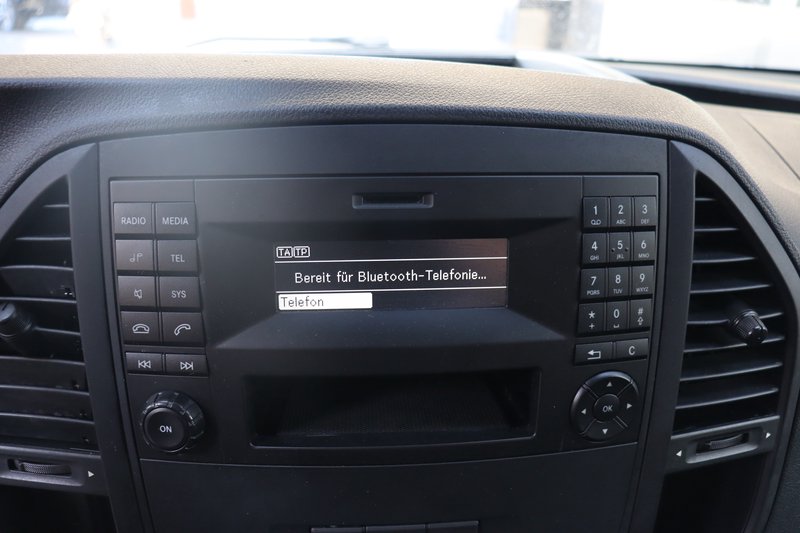 RADIO MEDIA
TEL
SYS
ON
TA TP
Bereit für Bluetooth-Telefonie...
Telefon
1 2 ABC 3 DEF
4 GHI 5 JKL 6 MNO
7 PQRS 8 TUV 9 WXYZ
* + 0 #
C
OK